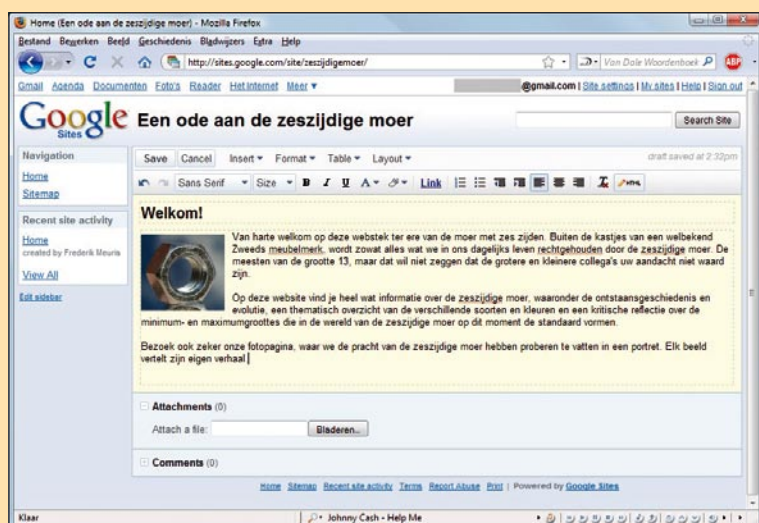 Home (Een ode aan de zeszijdige moer) - Mozilla Firefox
Bestand Bewerken Beeld Geschiedenis Bladwijzers Extra Help
http://sites.google.com/site/zeszijdigemoer/
Van Dale Woordenboek
ABP
Gmail Agenda Documenten Foto's Reader Het internet Meer ▼
@gmail.com | Site settings | My sites | Help | Sign out
Google Sites
Een ode aan de zeszijdige moer
Search Site
Navigation
Home
Sitemap
Recent site activity
Home
created by Frederik Meuris
View All
Edit sidebar
Save Cancel Insert ▼ Format ▼ Table ▼ Layout ▼
draft saved at 2:32pm
Sans Serif Size B I U A Link HTML
Welkom!
Van harte welkom op deze webstek ter ere van de moer met zes zijden. Buiten de kastjes van een welbekend
Zweeds meubelmerk, wordt zowat alles wat we in ons dagelijks leven rechtgehouden door de zeszijdige moer. De
meesten van de grootte 13, maar dat wil niet zeggen dat de grotere en kleinere collega's uw aandacht niet waard
zijn.
Op deze website vind je heel wat informatie over de zeszijdige moer, waaronder de ontstaansgeschiedenis en
evolutie, een thematisch overzicht van de verschillende soorten en kleuren en een kritische reflectie over de
minimum- en maximumgroottes die in de wereld van de zeszijdige moer op dit moment de standaard vormen.
Bezoek ook zeker onze fotopagina, waar we de pracht van de zeszijdige moer hebben proberen te vatten in een portret. Elk beeld
vertelt zijn eigen verhaal
Attachments (0)
Attach a file:
Bladeren...
Comments (0)
Home Sitemap Recent site activity Terms Report Abuse Print | Powered by Google Sites
Klaar
Johnny Cash - Help Me